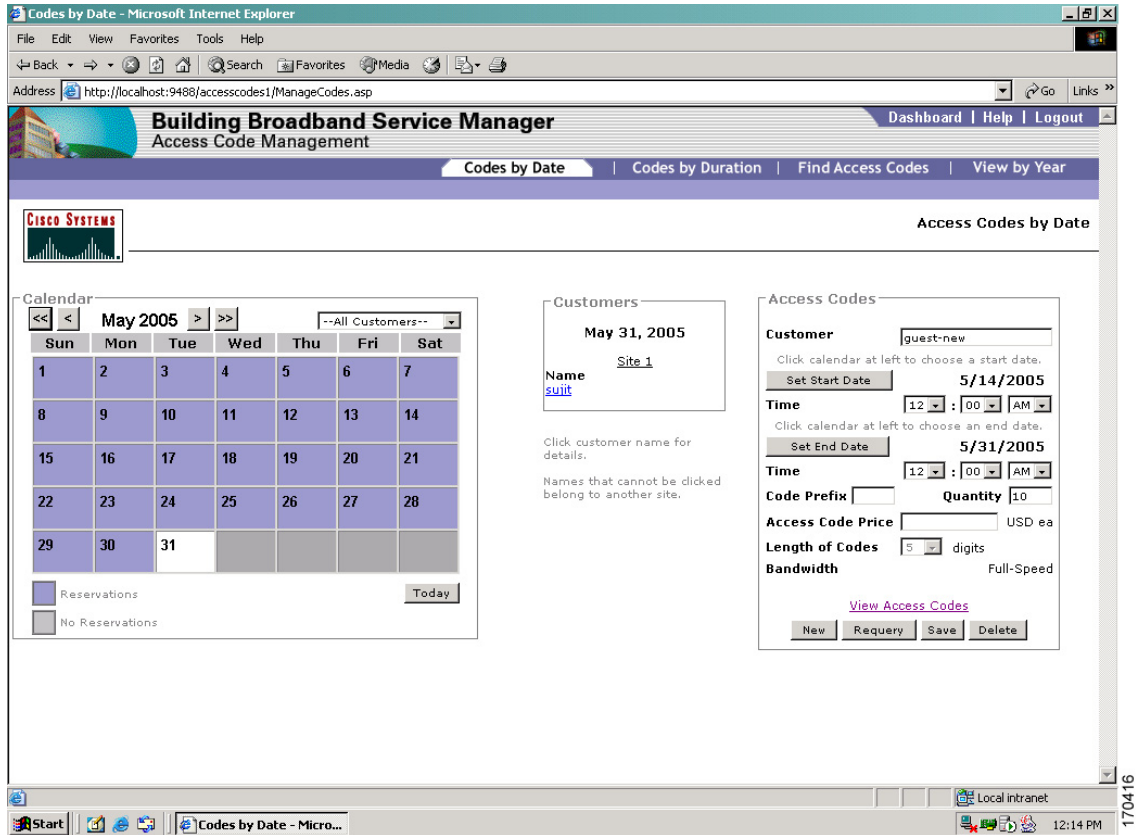 Codes by Date - Microsoft Internet Explorer
File Edit View Favorites Tools Help
Back Search Favorites Media
Address http://localhost:9488/accesscodes1/ManageCodes.asp Go Links »
Building Broadband Service Manager
Access Code Management
Dashboard | Help | Logout
Codes by Date | Codes by Duration | Find Access Codes | View by Year
CISCO SYSTEMS
Access Codes by Date
Calendar
<< < May 2005 > >> --All Customers--
Sun Mon Tue Wed Thu Fri Sat
1 2 3 4 5 6 7
8 9 10 11 12 13 14
15 16 17 18 19 20 21
22 23 24 25 26 27 28
29 30 31
Reservations
Today
No Reservations
Customers
May 31, 2005
Site 1
Name
sujit
Click customer name for
details.
Names that cannot be clicked
belong to another site.
Access Codes
Customer guest-new
Click calendar at left to choose a start date.
Set Start Date 5/14/2005
Time 12 : 00 AM
Click calendar at left to choose an end date.
Set End Date 5/31/2005
Time 12 : 00 AM
Code Prefix Quantity 10
Access Code Price USD ea
Length of Codes 5 digits
Bandwidth Full-Speed
View Access Codes
New Requery Save Delete
Local intranet
Start Codes by Date - Micro... 12:14 PM
170416